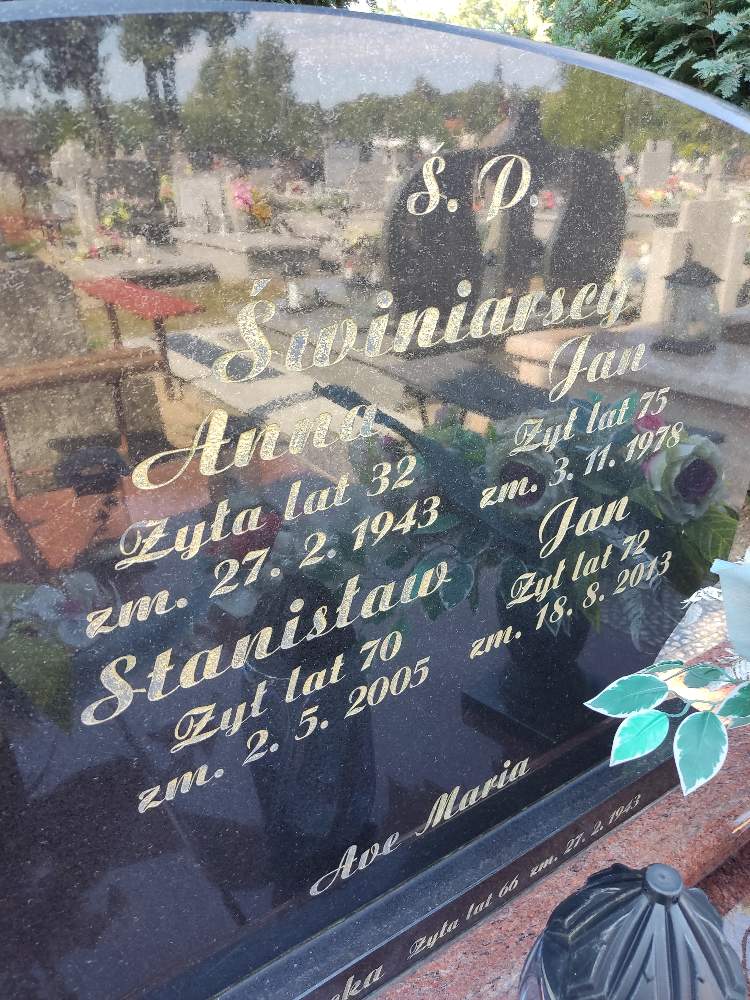 Ś. P.
Świniarscy
Anna
Żyła lat 32
zm. 27. 2. 1943
Jan
Żył lat 75
zm. 3. 11. 1978
Stanisław
Żył lat 70
zm. 2. 5. 2005
Jan
Żył lat 72
zm. 18. 8. 2013
Ave Maria
Żyła lat 66 zm. 27. 2. 1943